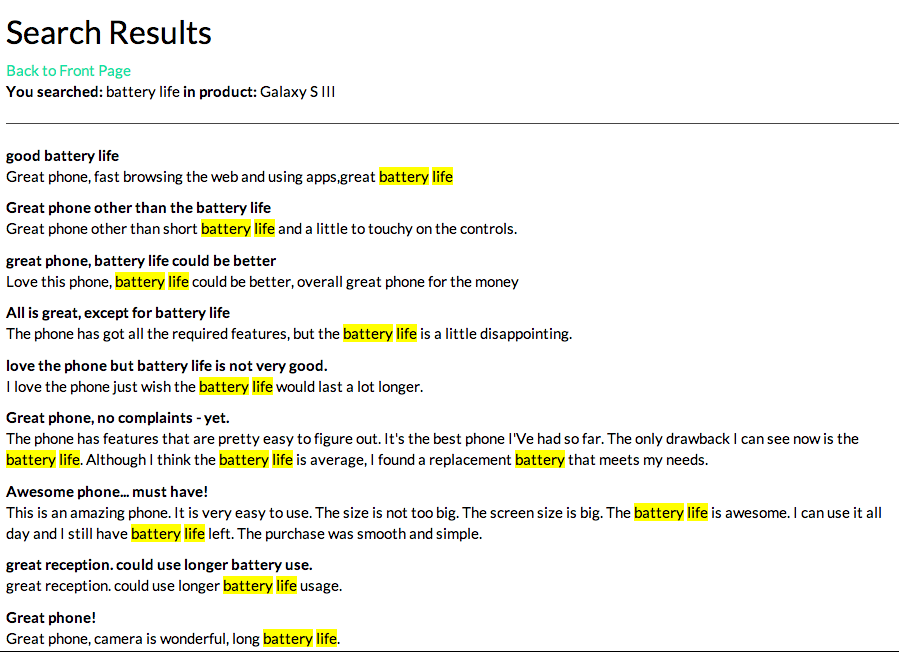 Search Results
Back to Front Page
You searched: battery life in product: Galaxy S III
good battery life
Great phone, fast browsing the web and using apps,great battery life
Great phone other than the battery life
Great phone other than short battery life and a little to touchy on the controls.
great phone, battery life could be better
Love this phone, battery life could be better, overall great phone for the money
All is great, except for battery life
The phone has got all the required features, but the battery life is a little disappointing.
love the phone but battery life is not very good.
I love the phone just wish the battery life would last a lot longer.
Great phone, no complaints - yet.
The phone has features that are pretty easy to figure out. It's the best phone I'Ve had so far. The only drawback I can see now is the
battery life. Although I think the battery life is average, I found a replacement battery that meets my needs.
Awesome phone... must have!
This is an amazing phone. It is very easy to use. The size is not too big. The screen size is big. The battery life is awesome. I can use it all
day and I still have battery life left. The purchase was smooth and simple.
great reception. could use longer battery use.
great reception. could use longer battery life usage.
Great phone!
Great phone, camera is wonderful, long battery life.